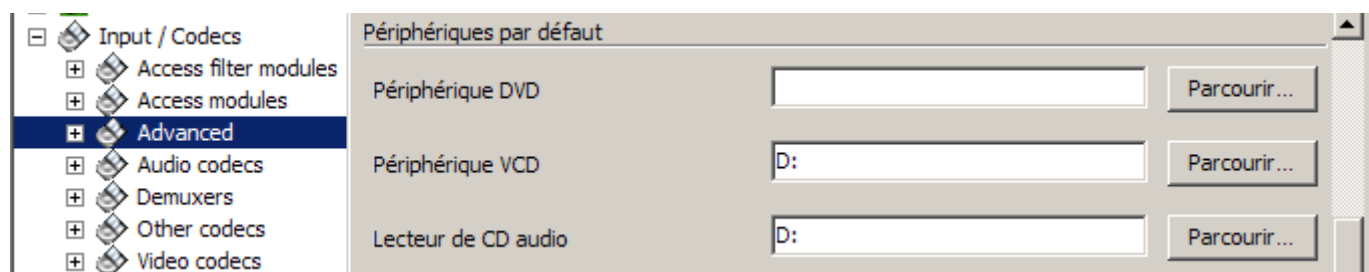 Input / Codecs
Access filter modules
Access modules
Advanced
Audio codecs
Demuxers
Other codecs
Video codecs
Périphériques par défaut
Périphérique DVD
Parcourir...
Périphérique VCD
D:
Parcourir...
Lecteur de CD audio
D:
Parcourir...